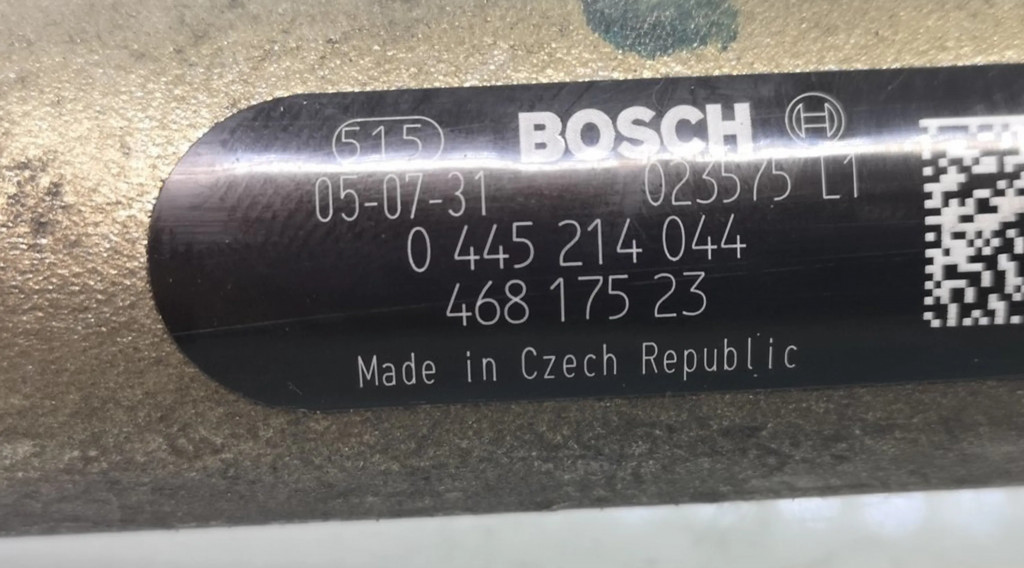 515 BOSCH
05-07-31 023575 L1
0 445 214 044
468 175 23
Made in Czech Republic